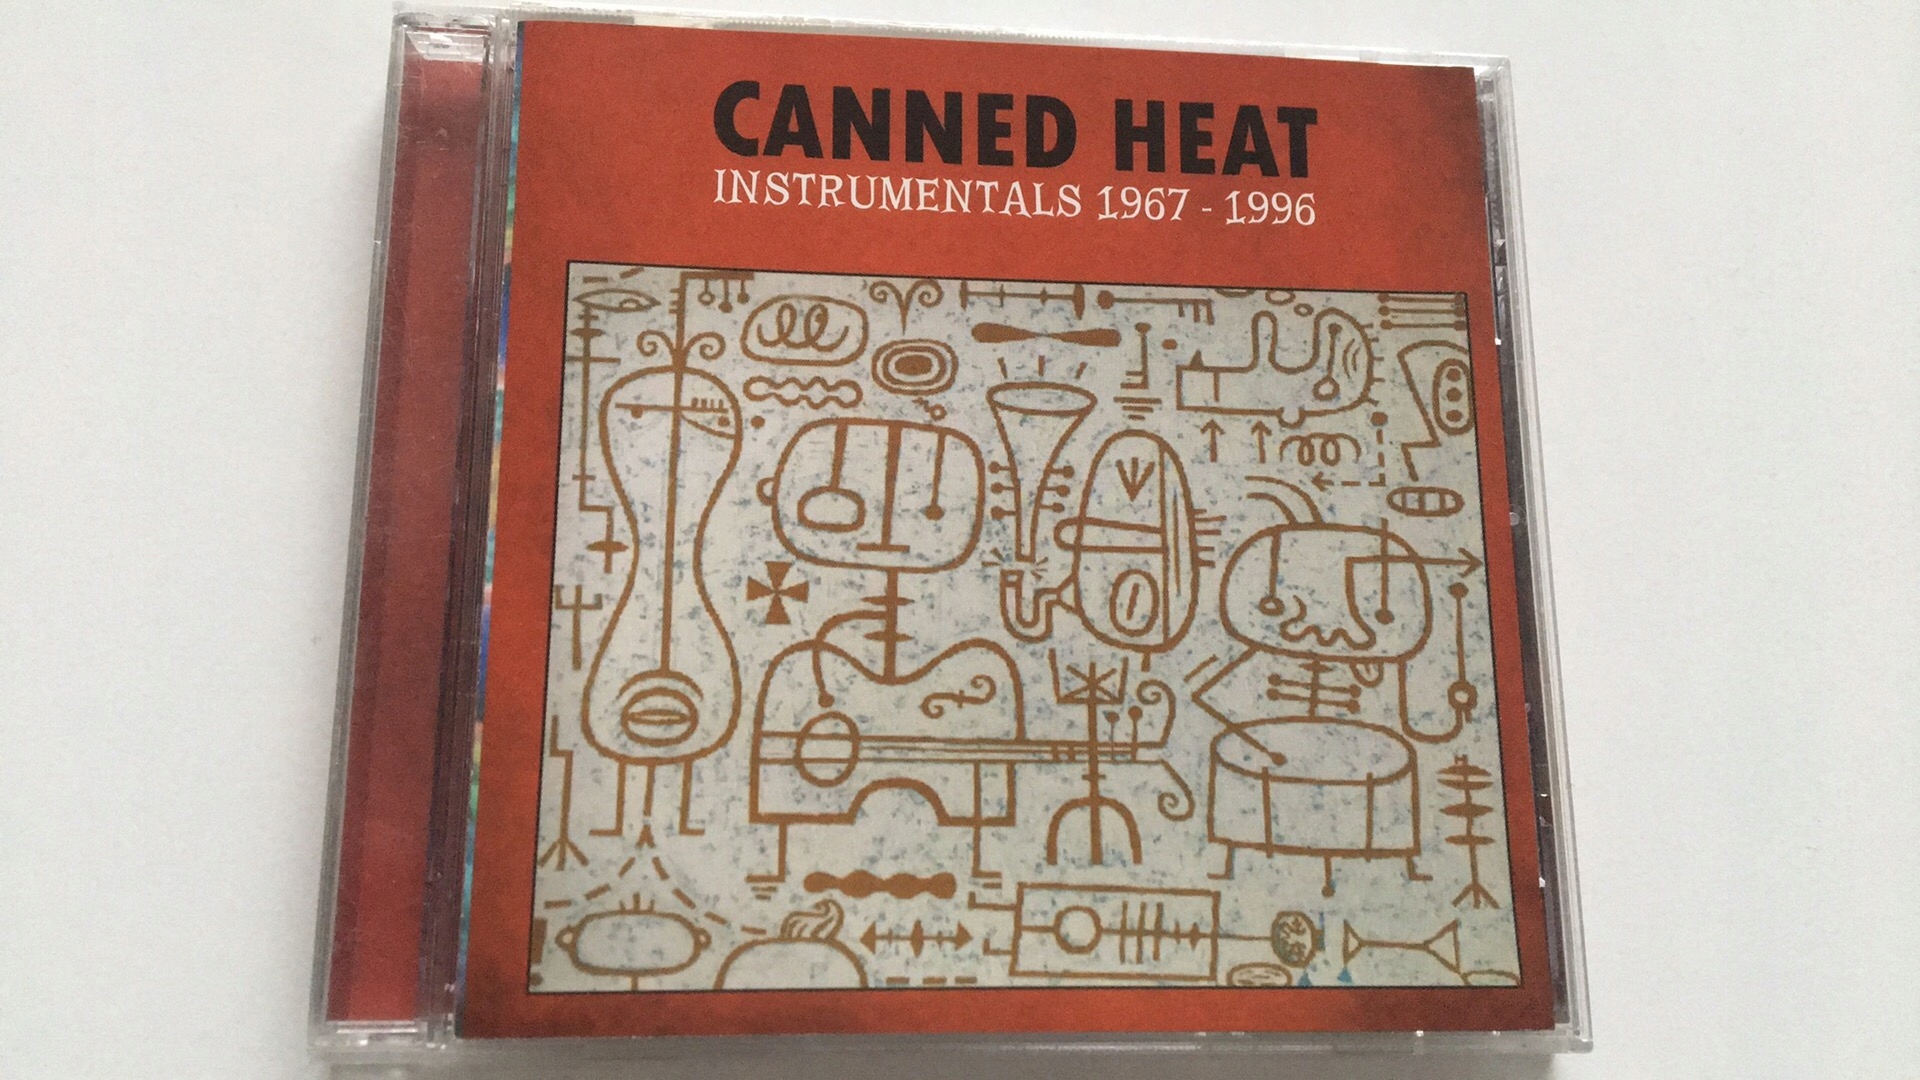 CANNED HEAT
INSTRUMENTALS 1967 - 1996